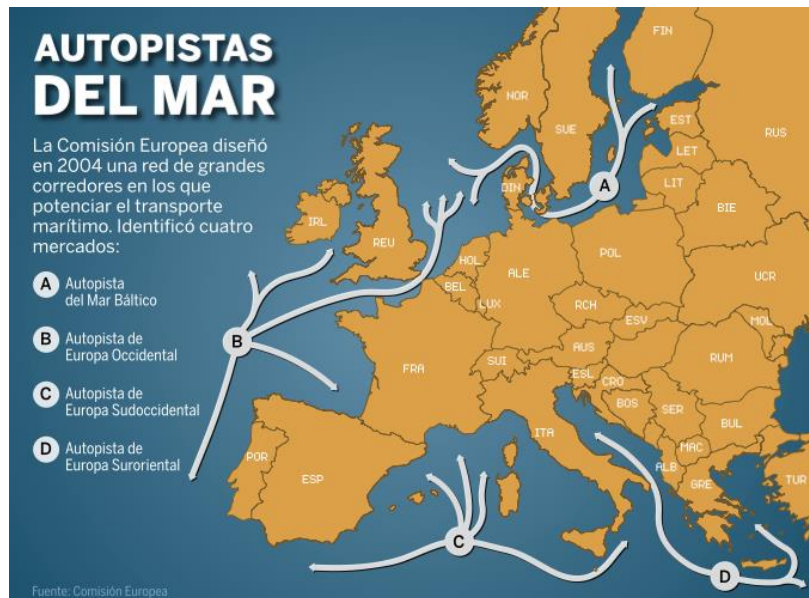 AUTOPISTAS
DEL MAR
La Comisión Europea diseñó
en 2004 una red de grandes
corredores en los que
potenciar el transporte
marítimo. Identificó cuatro
mercados:
A Autopista
del Mar Báltico
B Autopista de
Europa Occidental
C Autopista de
Europa Sudoccidental
D Autopista de
Europa Suroriental
FIN
NOR
SUE
EST
RUS
LET
DIN
A
LIT
BIE
IRL
REU
HOL
POL
ALE
BEL
UCR
LUX
RCH
ESV
MOL
B
AUS
FRA
SUI
RUM
ESL
CRO
BOS
SER
ITA
BUL
MAC
POR
ALB
ESP
GRE
TUR
C
D
Fuente: Comisión Europea